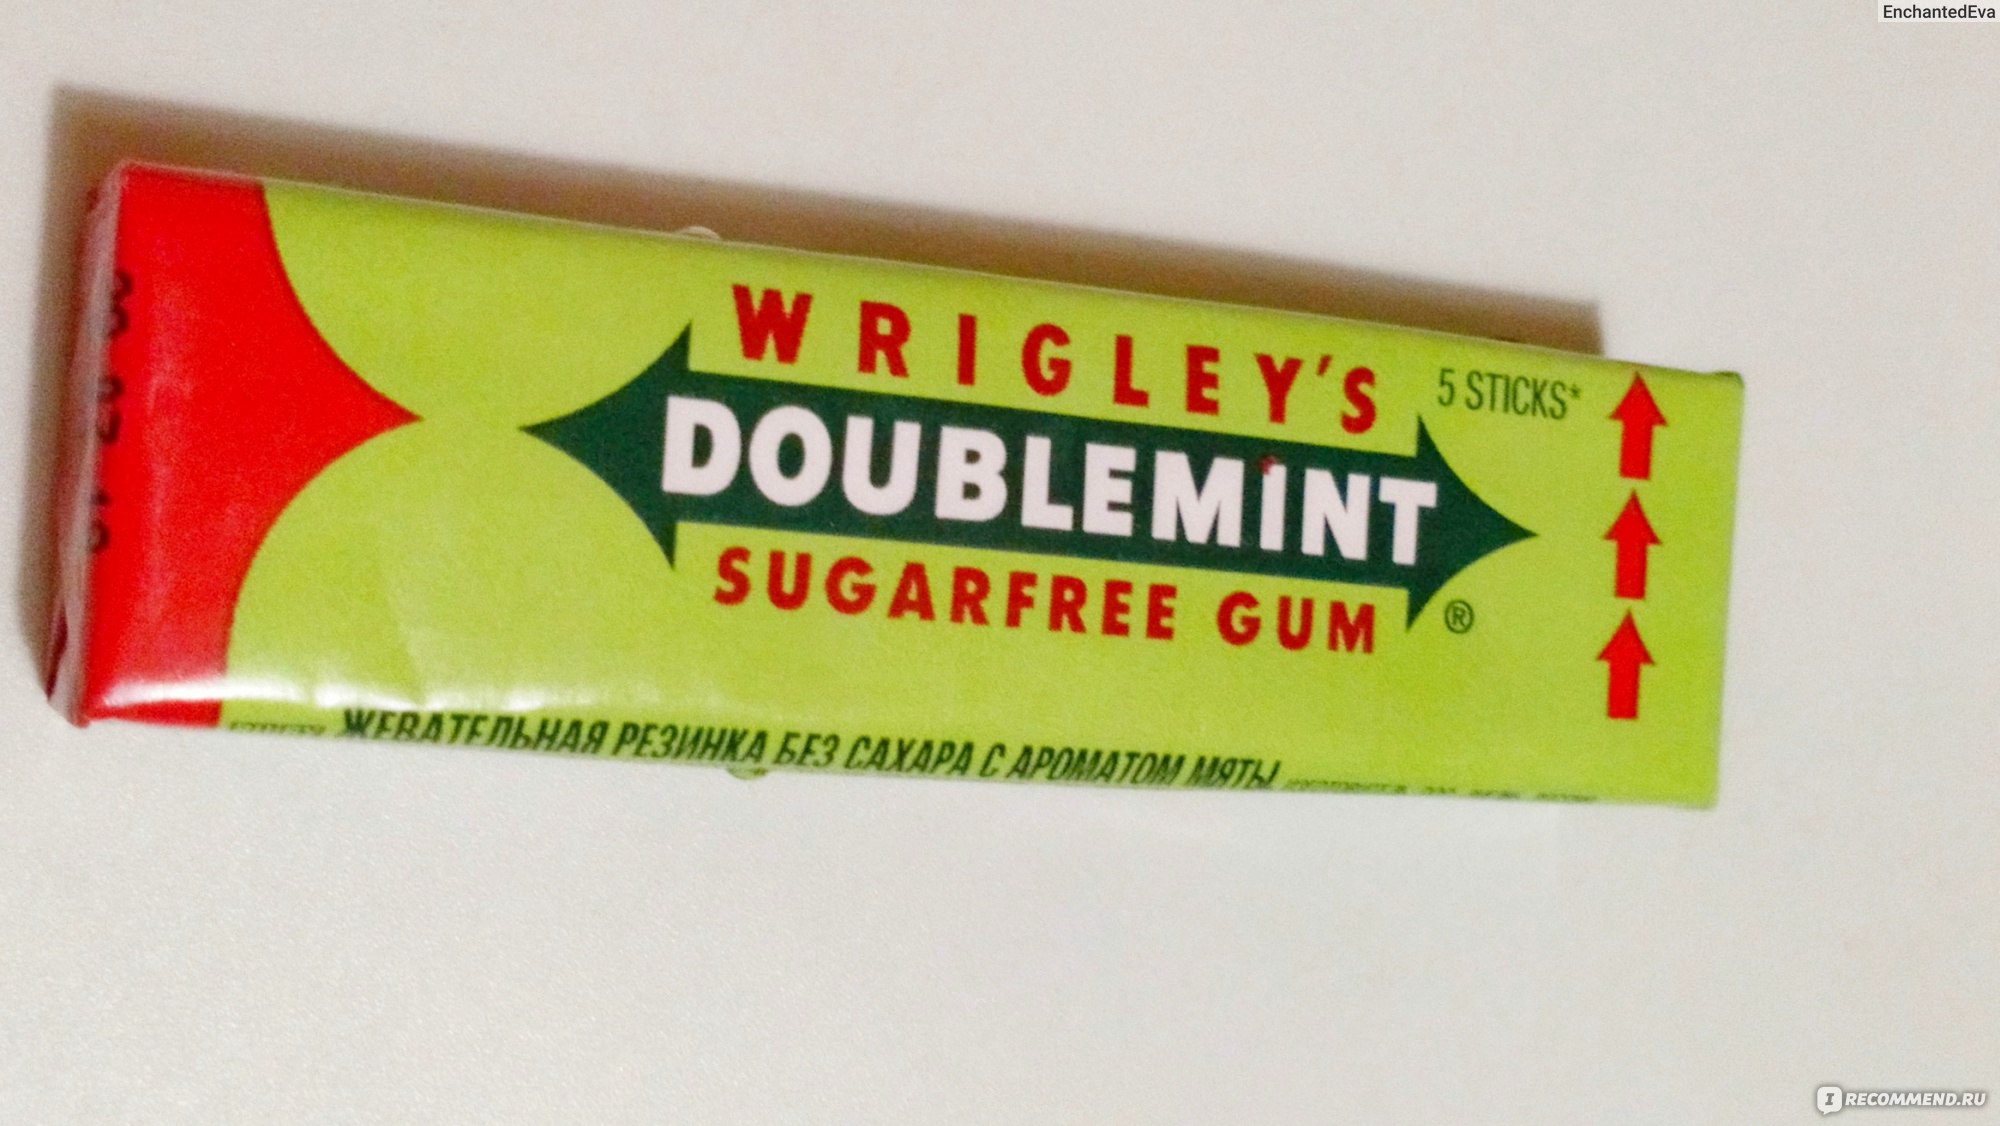 EnchantedEva
WRIGLEY'S
5 STICKS*
DOUBLEMINT
®
SUGARFREE GUM
ЖЕВАТЕЛЬНАЯ РЕЗИНКА БЕЗ САХАРА С АРОМАТОМ МЯТЫ.
I RECOMMEND.RU